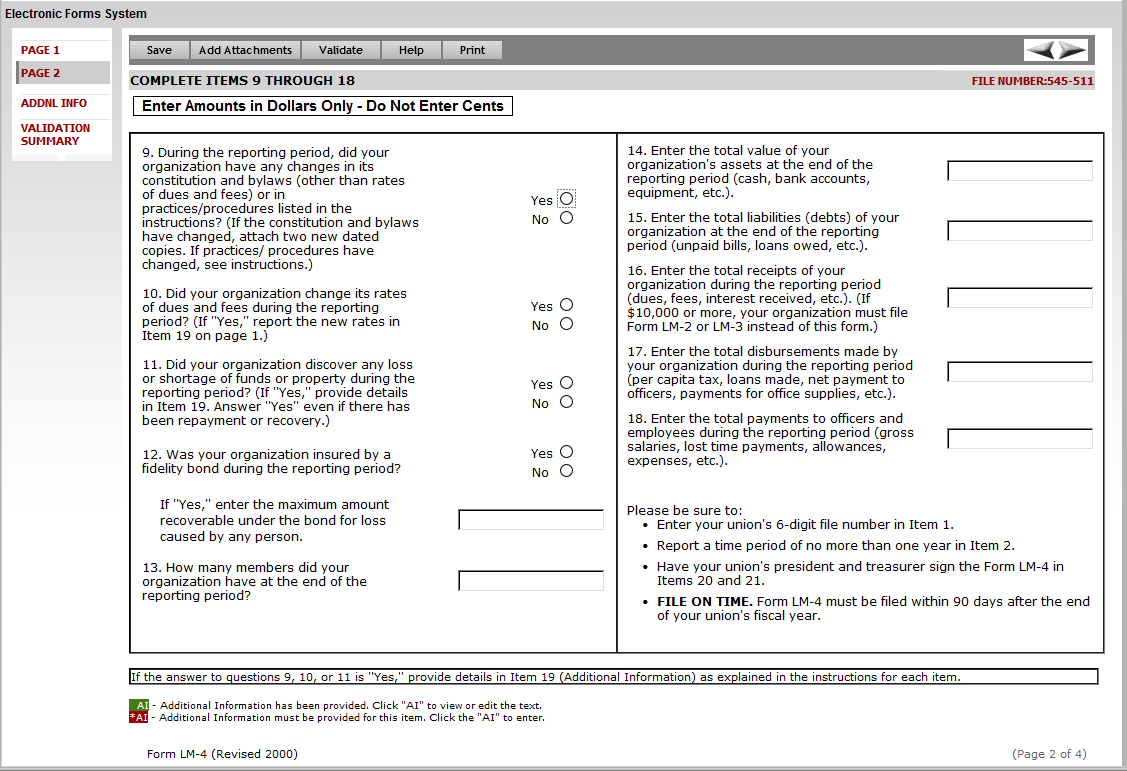 Electronic Forms System
PAGE 1
PAGE 2
ADDNL INFO
VALIDATION
SUMMARY
Save
Add Attachments
Validate
Help
Print
COMPLETE ITEMS 9 THROUGH 18
FILE NUMBER:545-511
Enter Amounts in Dollars Only - Do Not Enter Cents
9. During the reporting period, did your
organization have any changes in its
constitution and bylaws (other than rates
of dues and fees) or in
practices/procedures listed in the
instructions? (If the constitution and bylaws
have changed, attach two new dated
copies. If practices/ procedures have
changed, see instructions.)
Yes
No
10. Did your organization change its rates
of dues and fees during the reporting
period? (If "Yes," report the new rates in
Item 19 on page 1.)
Yes
No
11. Did your organization discover any loss
or shortage of funds or property during the
reporting period? (If "Yes," provide details
in Item 19. Answer "Yes" even if there has
been repayment or recovery.)
Yes
No
12. Was your organization insured by a
fidelity bond during the reporting period?
Yes
No
If "Yes," enter the maximum amount
recoverable under the bond for loss
caused by any person.
13. How many members did your
organization have at the end of the
reporting period?
14. Enter the total value of your
organization's assets at the end of the
reporting period (cash, bank accounts,
equipment, etc.).
15. Enter the total liabilities (debts) of your
organization at the end of the reporting
period (unpaid bills, loans owed, etc.).
16. Enter the total receipts of your
organization during the reporting period
(dues, fees, interest received, etc.). (If
$10,000 or more, your organization must file
Form LM-2 or LM-3 instead of this form.)
17. Enter the total disbursements made by
your organization during the reporting period
(per capita tax, loans made, net payment to
officers, payments for office supplies, etc.).
18. Enter the total payments to officers and
employees during the reporting period (gross
salaries, lost time payments, allowances,
expenses, etc.).
Please be sure to:
• Enter your union's 6-digit file number in Item 1.
• Report a time period of no more than one year in Item 2.
• Have your union's president and treasurer sign the Form LM-4 in
Items 20 and 21.
• FILE ON TIME. Form LM-4 must be filed within 90 days after the end
of your union's fiscal year.
If the answer to questions 9, 10, or 11 is "Yes," provide details in Item 19 (Additional Information) as explained in the instructions for each item.
AI - Additional Information has been provided. Click "AI" to view or edit the text.
*AI - Additional Information must be provided for this item. Click the "AI" to enter.
Form LM-4 (Revised 2000)
(Page 2 of 4)